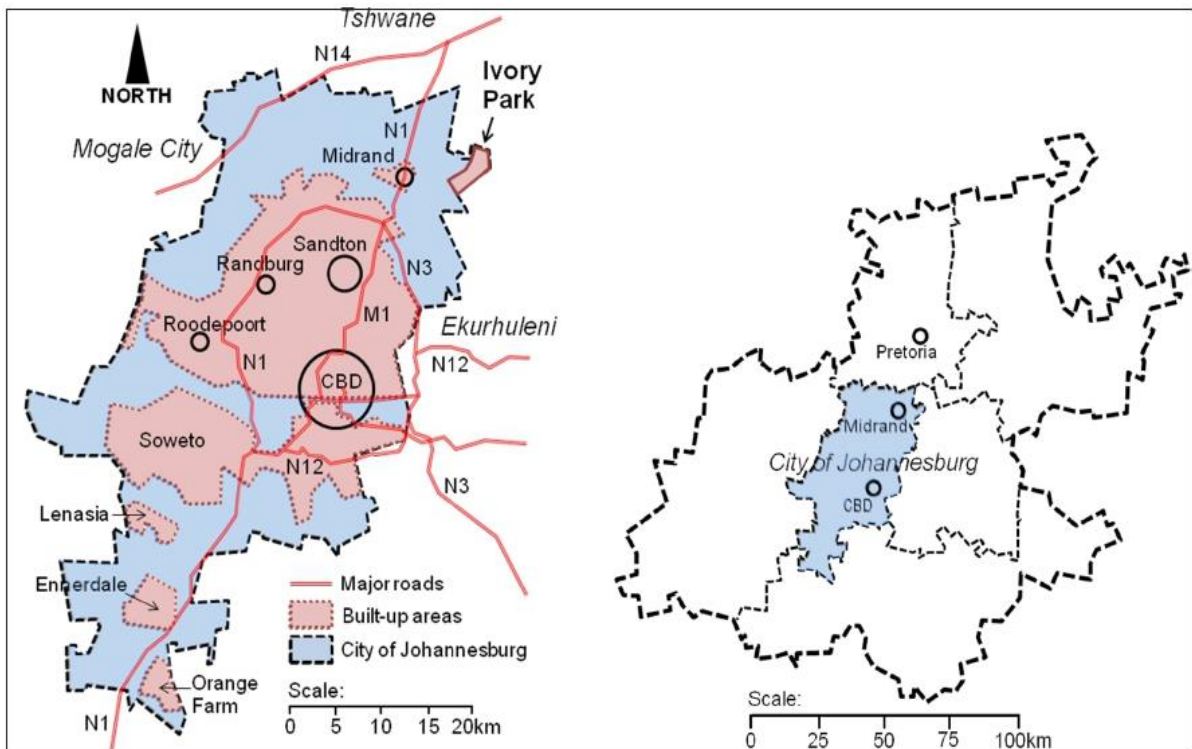 Tshwane
N14
NORTH
Ivory
Park
N1
Mogale City
Midrand
Sandton
Randburg
N3
M1
Roodepoort
Ekurhuleni
N1
N12
CBD
Soweto
N12
N3
Lenasia
Ennerdale
Major roads
Built-up areas
City of Johannesburg
Orange
Farm
Scale:
N1
0 5 10 15 20km
Pretoria
Midrand
City of Johannesburg
CBD
Scale:
0 25 50 75 100km